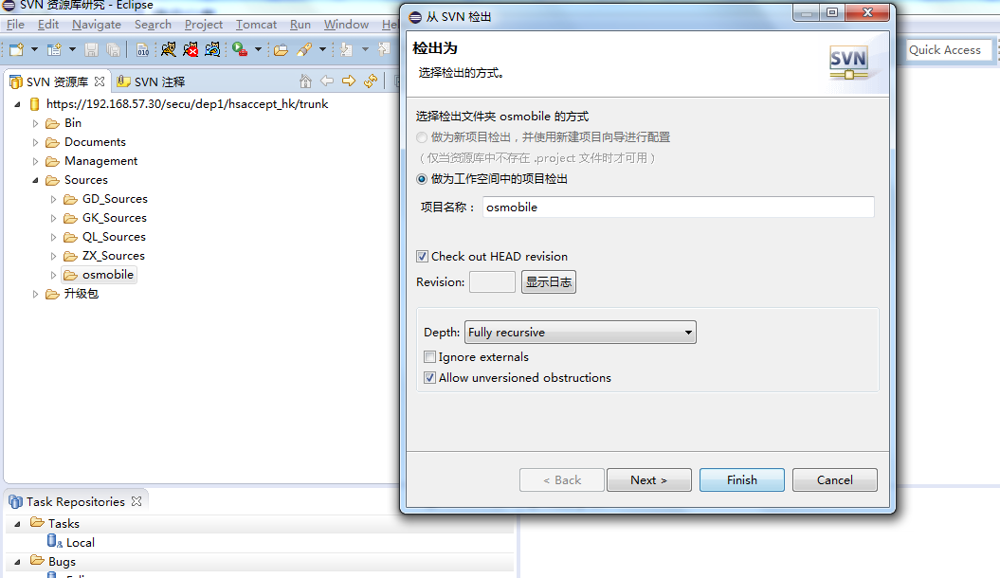 SVN 资源库研究 - Eclipse
File Edit Navigate Search Project Tomcat Run Window He
Quick Access
SVN 资源库
SVN 注释
https://192.168.57.30/secu/dep1/hsaccept_hk/trunk
Bin
Documents
Management
Sources
GD_Sources
GK_Sources
QL_Sources
ZX_Sources
osmobile
升级包
Task Repositories
Tasks
Local
Bugs
从 SVN 检出
检出为
选择检出的方式。
SVN
选择检出文件夹 osmobile 的方式
做为新项目检出，并使用新建项目向导进行配置
（仅当资源库中不存在 .project 文件时才可用）
做为工作空间中的项目检出
项目名称： osmobile
Check out HEAD revision
Revision: 显示日志
Depth: Fully recursive
Ignore externals
Allow unversioned obstructions
< Back Next > Finish Cancel